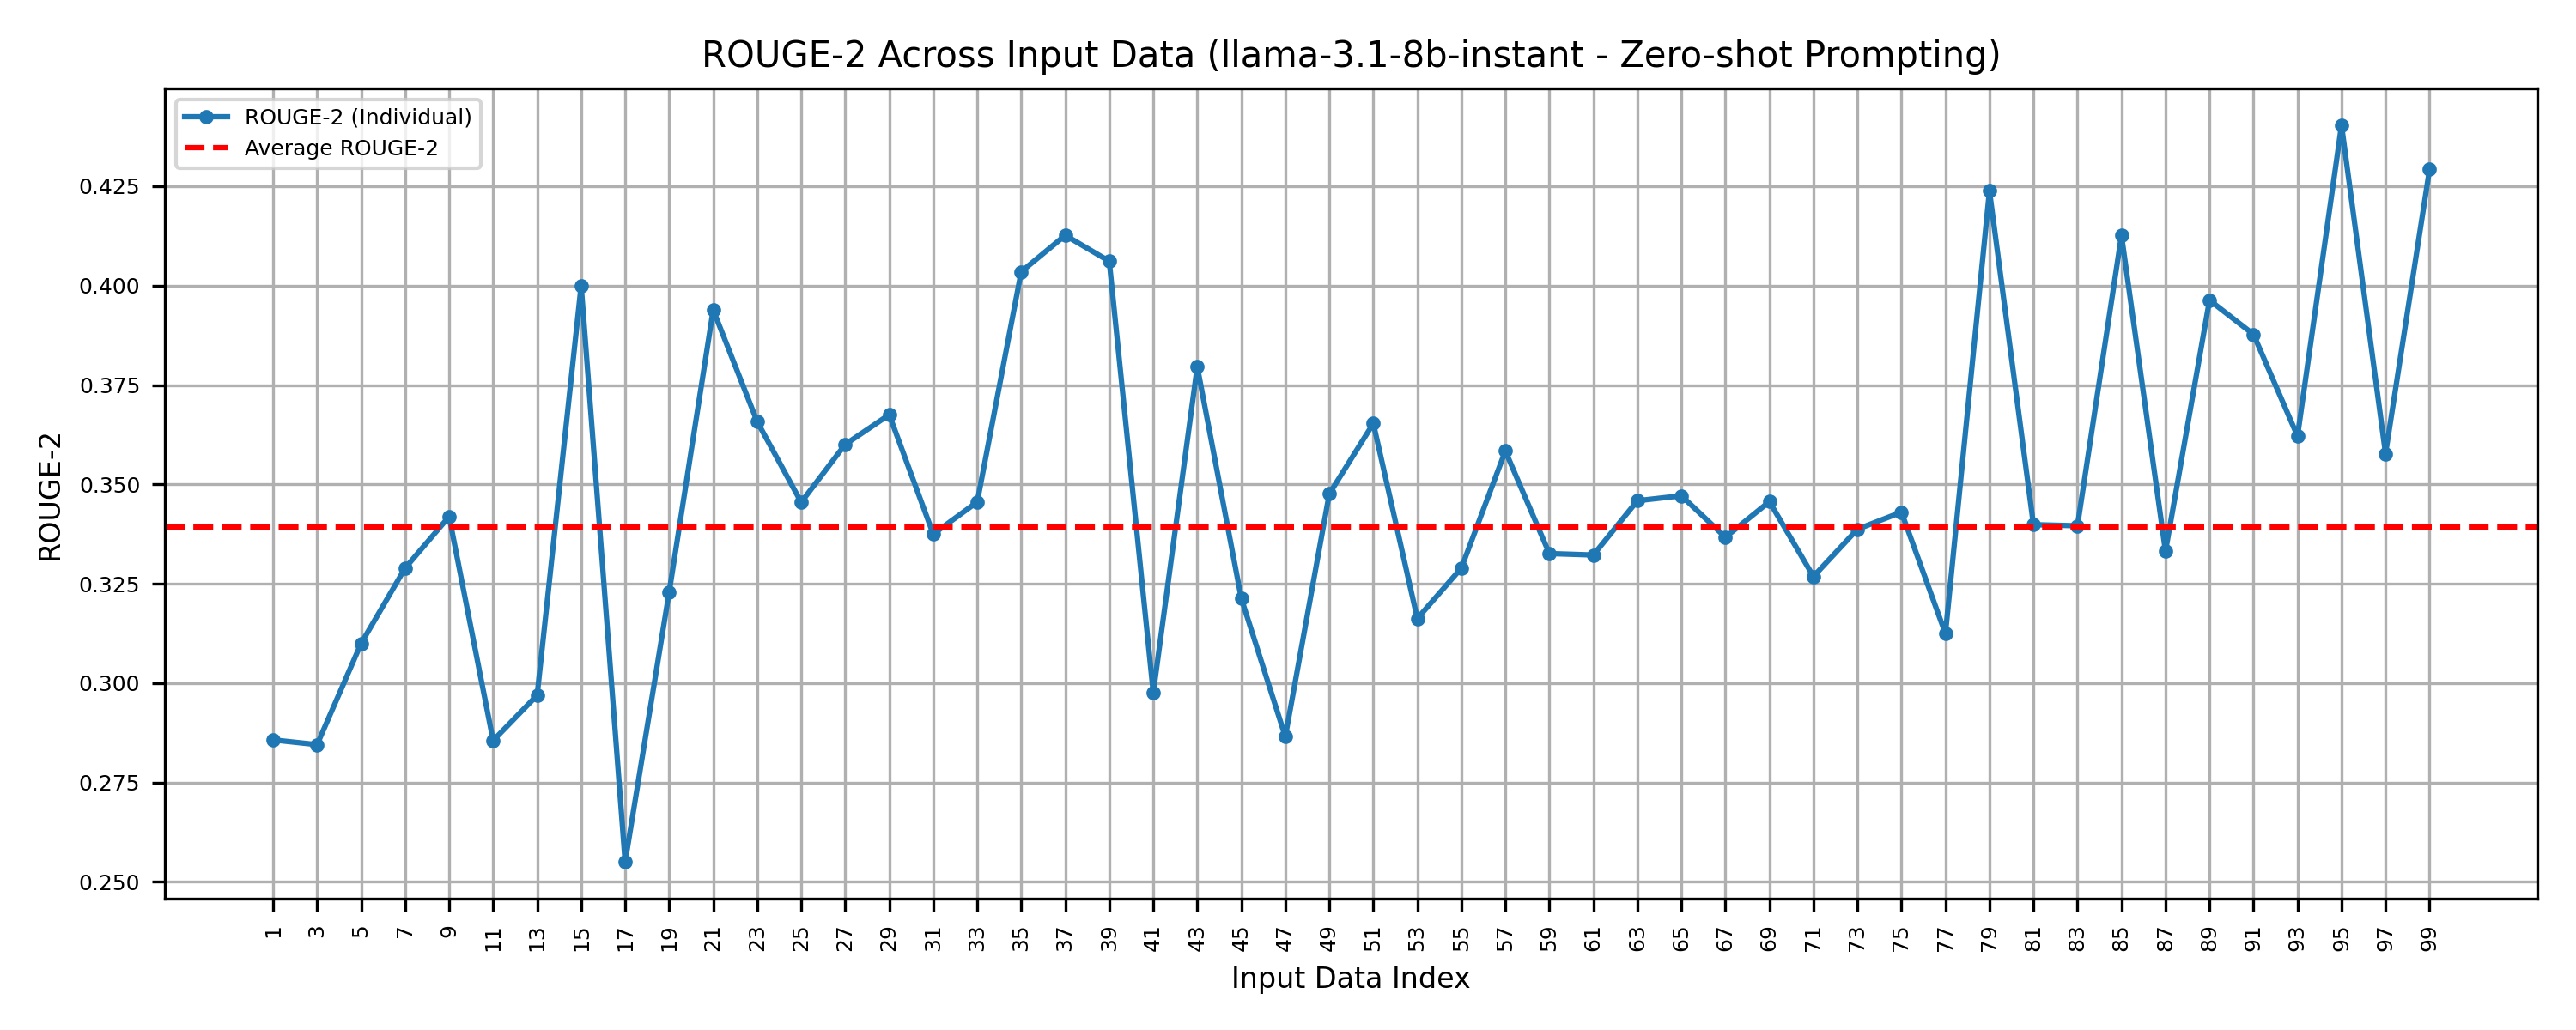 ROUGE-2 Across Input Data (llama-3.1-8b-instant - Zero-shot Prompting)
ROUGE-2 (Individual)
Average ROUGE-2
0.425
0.400
0.375
0.350
0.325
0.300
0.275
0.250
ROUGE-2
1 3 5 7 9 11 13 15 17 19 21 23 25 27 29 31 33 35 37 39 41 43 45 47 49 51 53 55 57 59 61 63 65 67 69 71 73 75 77 79 81 83 85 87 89 91 93 95 97 99
Input Data Index